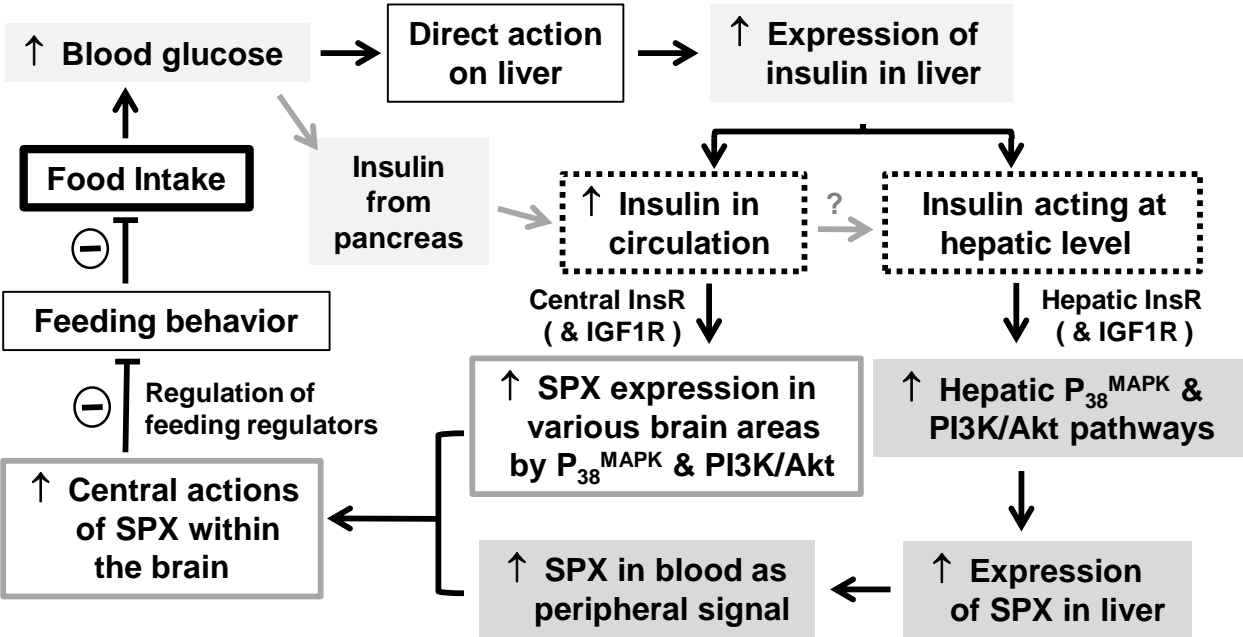 ↑ Blood glucose
Direct action
on liver
↑ Expression of
insulin in liver
Food Intake
Insulin
from
pancreas
↑ Insulin in
circulation
?
Insulin acting at
hepatic level
Feeding behavior
Central InsR
( & IGF1R )
Hepatic InsR
( & IGF1R )
Regulation of
feeding regulators
↑ SPX expression in
various brain areas
by P38MAPK & PI3K/Akt
↑ Hepatic P38MAPK &
PI3K/Akt pathways
↑ Central actions
of SPX within
the brain
↑ SPX in blood as
peripheral signal
↑ Expression
of SPX in liver